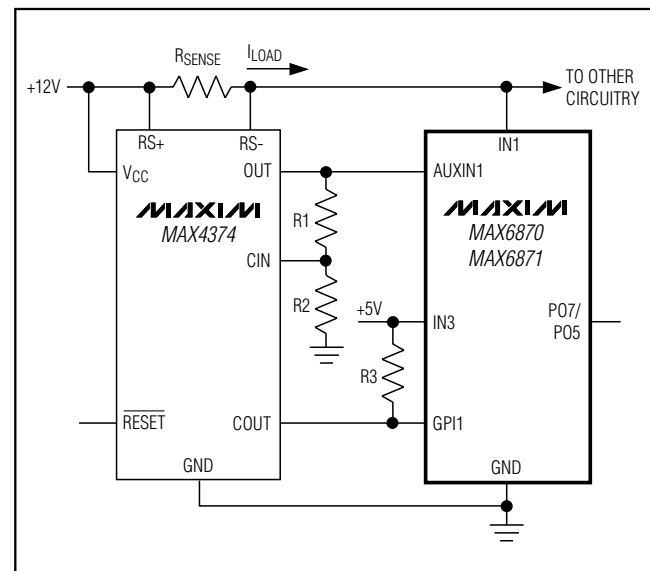 RSENSE
ILOAD
+12V
TO OTHER
CIRCUITRY
RS+
RS-
IN1
VCC
OUT
AUXIN1
MAXIM
MAX4374
R1
MAXIM
MAX6870
MAX6871
CIN
R2
+5V
IN3
PO7/
PO5
R3
RESET
COUT
GPI1
GND
GND